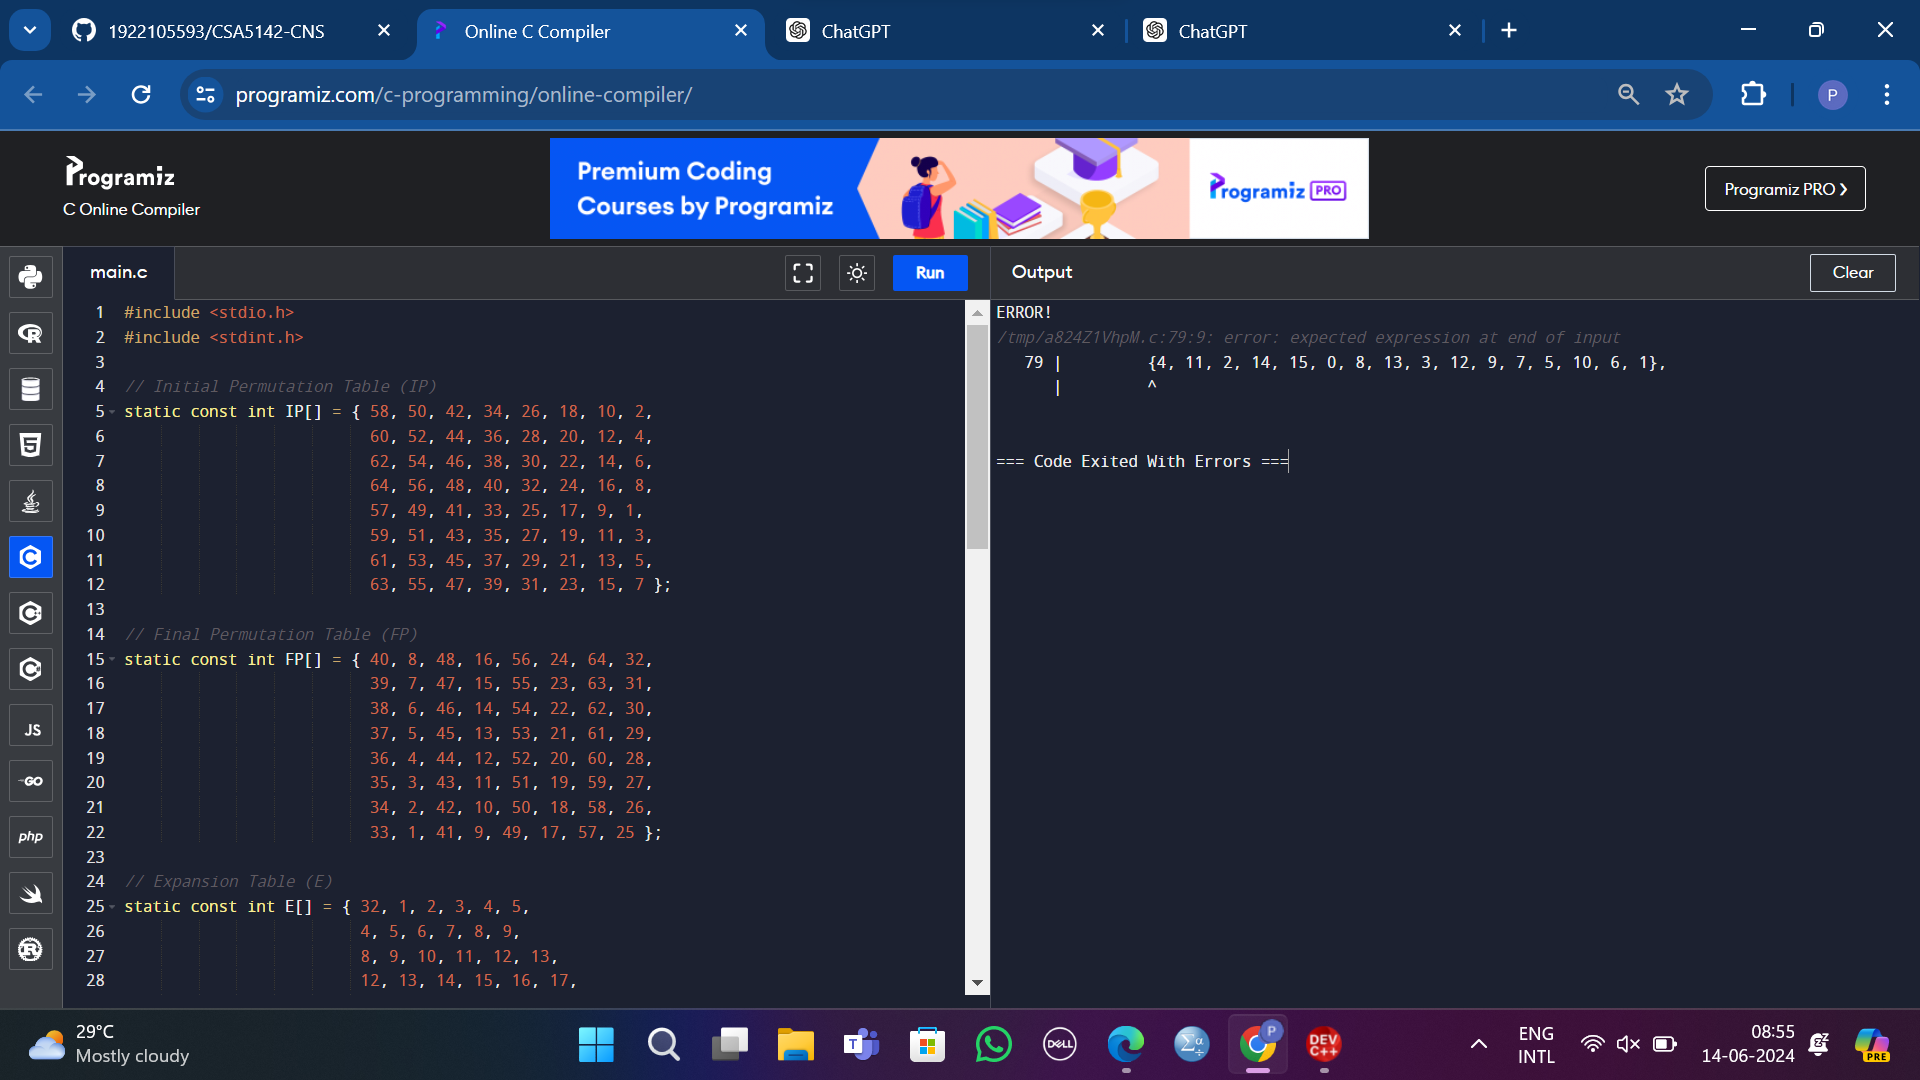 1922105593/CSA5142-CNS
Online C Compiler
ChatGPT
ChatGPT
programiz.com/c-programming/online-compiler/
P
Programiz
C Online Compiler
Premium Coding
Courses by Programiz
Programiz PRO
Programiz PRO
main.c
Run
Output
Clear
1 #include <stdio.h>
2 #include <stdint.h>
3
4 // Initial Permutation Table (IP)
5 static const int IP[] = { 58, 50, 42, 34, 26, 18, 10, 2,
6 60, 52, 44, 36, 28, 20, 12, 4,
7 62, 54, 46, 38, 30, 22, 14, 6,
8 64, 56, 48, 40, 32, 24, 16, 8,
9 57, 49, 41, 33, 25, 17, 9, 1,
10 59, 51, 43, 35, 27, 19, 11, 3,
11 61, 53, 45, 37, 29, 21, 13, 5,
12 63, 55, 47, 39, 31, 23, 15, 7 };
13
14 // Final Permutation Table (FP)
15 static const int FP[] = { 40, 8, 48, 16, 56, 24, 64, 32,
16 39, 7, 47, 15, 55, 23, 63, 31,
17 38, 6, 46, 14, 54, 22, 62, 30,
18 37, 5, 45, 13, 53, 21, 61, 29,
19 36, 4, 44, 12, 52, 20, 60, 28,
20 35, 3, 43, 11, 51, 19, 59, 27,
21 34, 2, 42, 10, 50, 18, 58, 26,
22 33, 1, 41, 9, 49, 17, 57, 25 };
23
24 // Expansion Table (E)
25 static const int E[] = { 32, 1, 2, 3, 4, 5,
26 4, 5, 6, 7, 8, 9,
27 8, 9, 10, 11, 12, 13,
28 12, 13, 14, 15, 16, 17,
ERROR!
/tmp/a824Z1VhpM.c:79:9: error: expected expression at end of input
79 | {4, 11, 2, 14, 15, 0, 8, 13, 3, 12, 9, 7, 5, 10, 6, 1},
| ^
=== Code Exited With Errors ===
JS
GO
php
29°C
Mostly cloudy
T
DELL
P
DEV
C++
ENG
INTL
08:55
14-06-2024
PRE